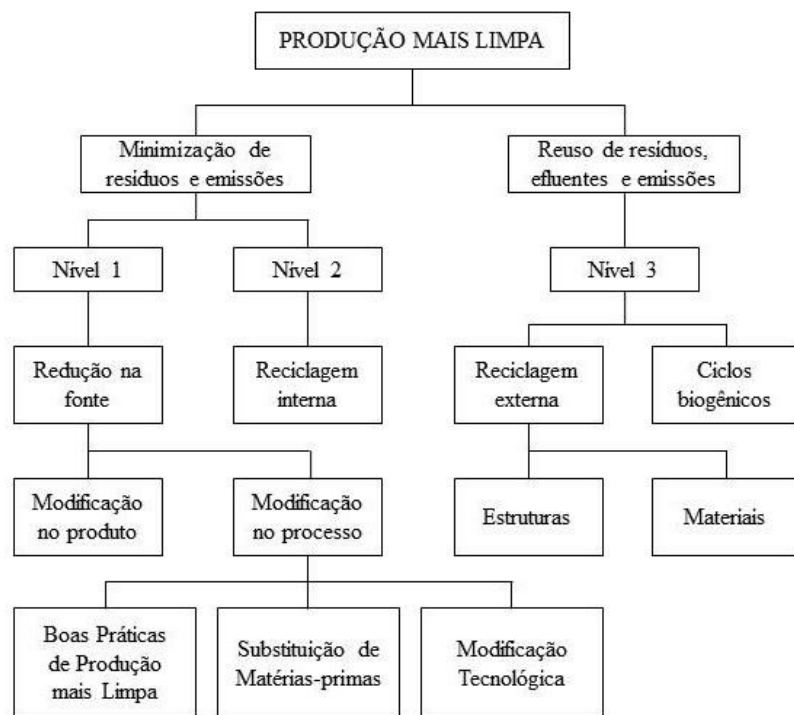 PRODUÇÃO MAIS LIMPA
Minimização de
resíduos e emissões
Reuso de resíduos,
efluentes e emissões
Nível 1
Nível 2
Nível 3
Redução na
fonte
Reciclagem
interna
Reciclagem
externa
Ciclos
biogênicos
Modificação
no produto
Modificação
no processo
Estruturas
Materiais
Boas Práticas
de Produção
mais Limpa
Substituição de
Matérias-primas
Modificação
Tecnológica